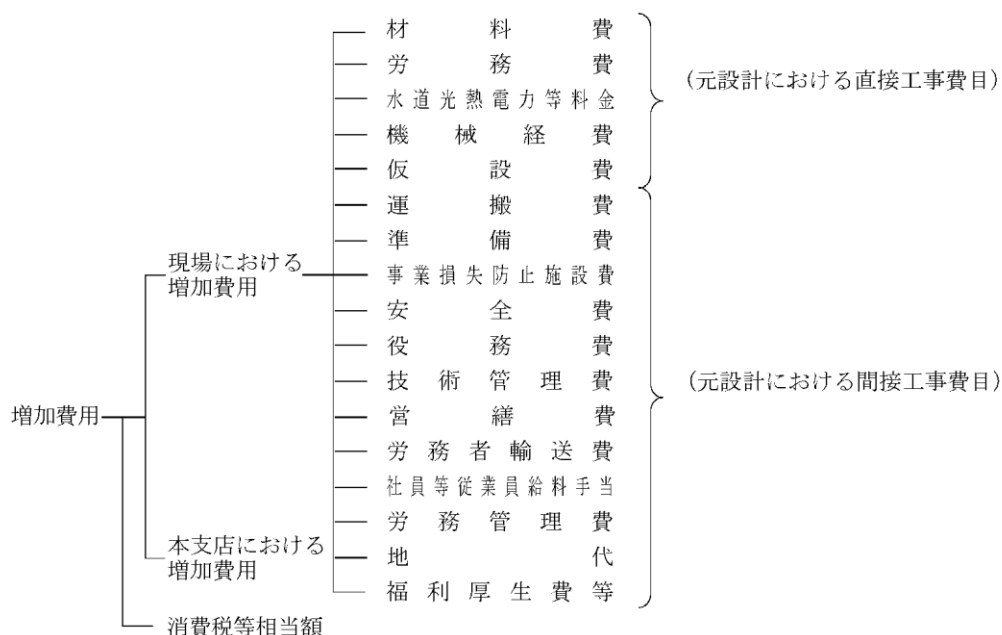 増加費用
現場における
増加費用
本支店における
増加費用
消費税等相当額
材料費
労務費
水道光熱電力等料金
機械経費
仮設費
運搬費
準備費
事業損失防止施設費
安全費
役務費
技術管理費
営繕費
労務者輸送費
社員等従業員給料手当
労務管理費
地代
福利厚生費等
（元設計における直接工事費目）
（元設計における間接工事費目）